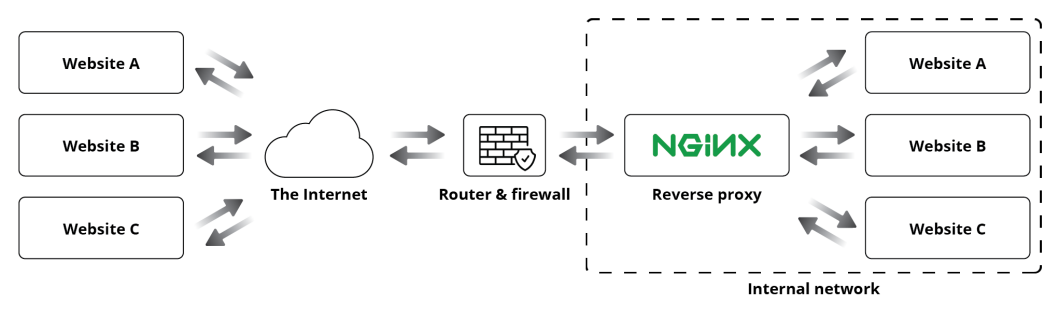 Website A
Website B
Website C
The Internet
Router & firewall
NGINX
Reverse proxy
Website A
Website B
Website C
Internal network